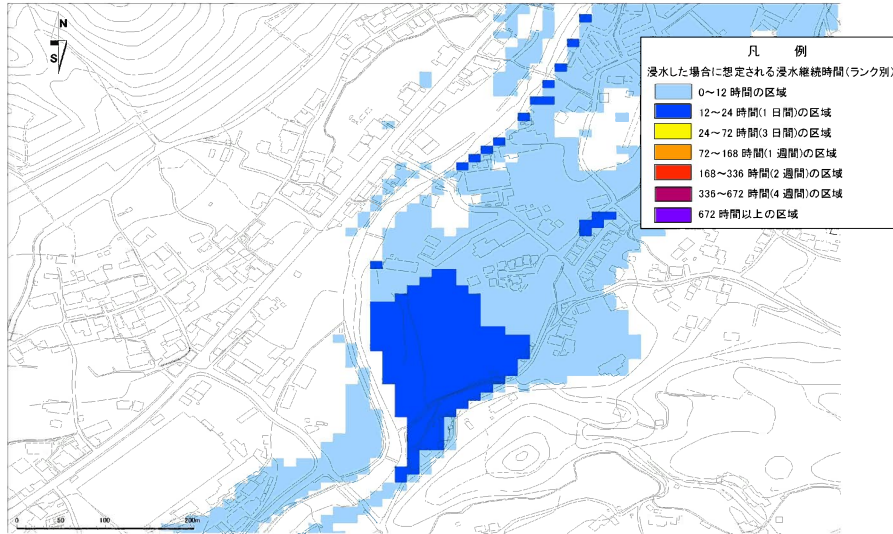 N
S
凡 例
浸水した場合に想定される浸水継続時間(ランク別)
0～12 時間の区域
12～24 時間(1 日間)の区域
24～72 時間(3 日間)の区域
72～168 時間(1 週間)の区域
168～336 時間(2 週間)の区域
336～672 時間(4 週間)の区域
672 時間以上の区域
0 50 100 200m